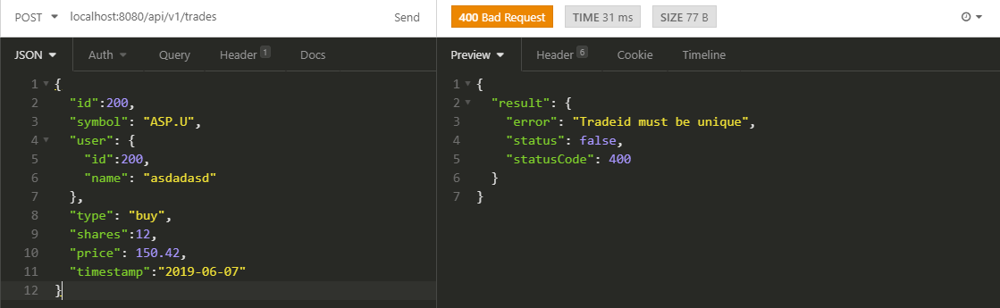 POST localhost:8080/api/v1/trades Send
400 Bad Request TIME 31 ms SIZE 77 B
JSON Auth Query Header 1 Docs
Preview Header 6 Cookie Timeline
1 {
2 "id":200,
3 "symbol": "ASP.U",
4 "user": {
5 "id":200,
6 "name": "asdadasd"
7 },
8 "type": "buy",
9 "shares":12,
10 "price": 150.42,
11 "timestamp":"2019-06-07"
12 }
1 {
2 "result": {
3 "error": "Tradeid must be unique",
4 "status": false,
5 "statusCode": 400
6 }
7 }